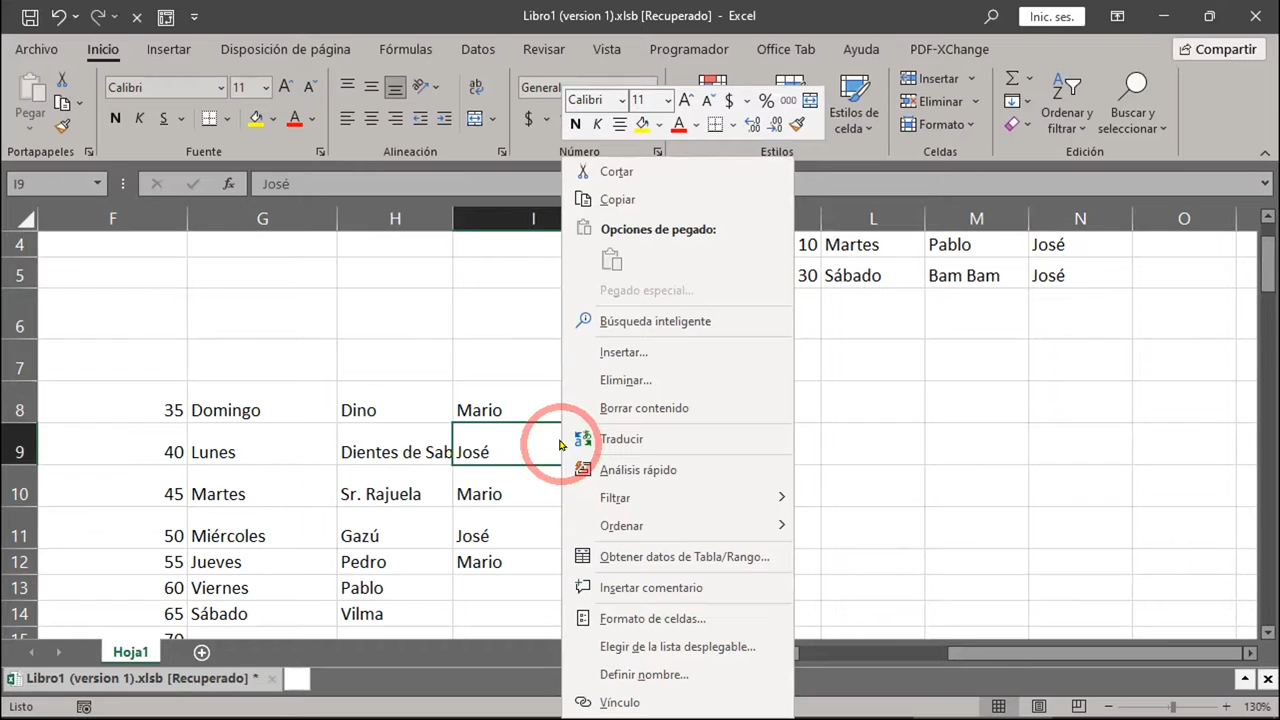 Libro1 (version 1).xlsb [Recuperado] - Excel
Inic. ses.
Archivo Inicio Insertar Disposición de página Fórmulas Datos Revisar Vista Programador Office Tab Ayuda PDF-XChange Compartir
Pegar
Calibri 11
N K S
General
Estilos de celda
Insertar
Eliminar
Formato
Ordenar y filtrar
Buscar y seleccionar
Portapapeles Fuente Alineación Número Estilos Celdas Edición
Calibri 11 $ % 000
N K
I9 fx José
F G H I L M N O
4 10 Martes Pablo José
5 30 Sábado Bam Bam José
6
7
8 35 Domingo Dino Mario
9 40 Lunes Dientes de Sab José
10 45 Martes Sr. Rajuela Mario
11 50 Miércoles Gazú José
12 55 Jueves Pedro Mario
13 60 Viernes Pablo
14 65 Sábado Vilma
15 70
Cortar
Copiar
Opciones de pegado:
Pegado especial...
Búsqueda inteligente
Insertar...
Eliminar...
Borrar contenido
Traducir
Análisis rápido
Filtrar
Ordenar
Obtener datos de Tabla/Rango...
Insertar comentario
Formato de celdas...
Elegir de la lista desplegable...
Definir nombre...
Vínculo
Hoja1
Libro1 (version 1).xlsb [Recuperado] *
Listo
130%